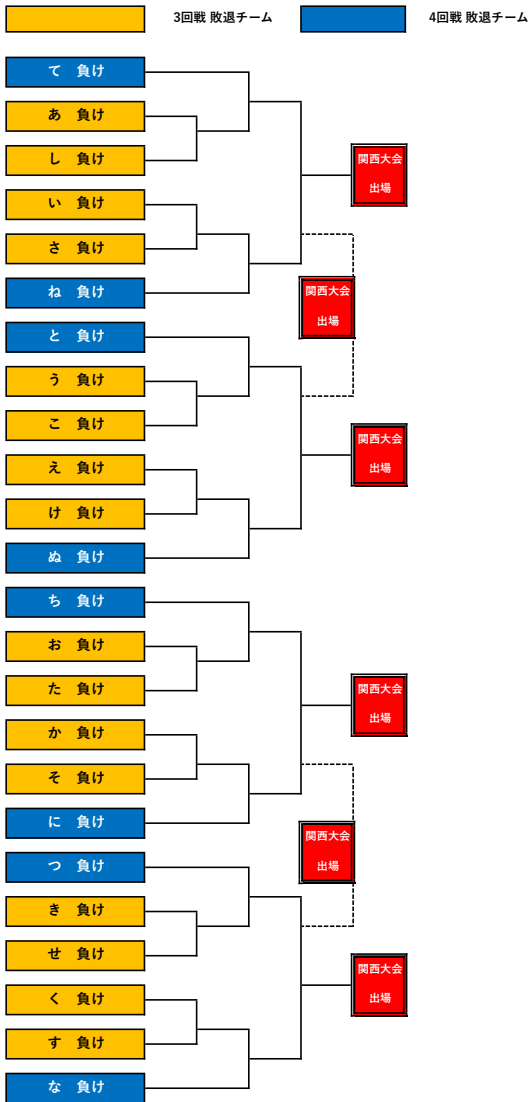 3回戦 敗退チーム
4回戦 敗退チーム
て 負け
あ 負け
し 負け
関西大会
出場
い 負け
さ 負け
ね 負け
関西大会
出場
と 負け
う 負け
こ 負け
関西大会
出場
え 負け
け 負け
ぬ 負け
ち 負け
お 負け
た 負け
関西大会
出場
か 負け
そ 負け
に 負け
関西大会
出場
つ 負け
き 負け
せ 負け
関西大会
出場
く 負け
す 負け
な 負け